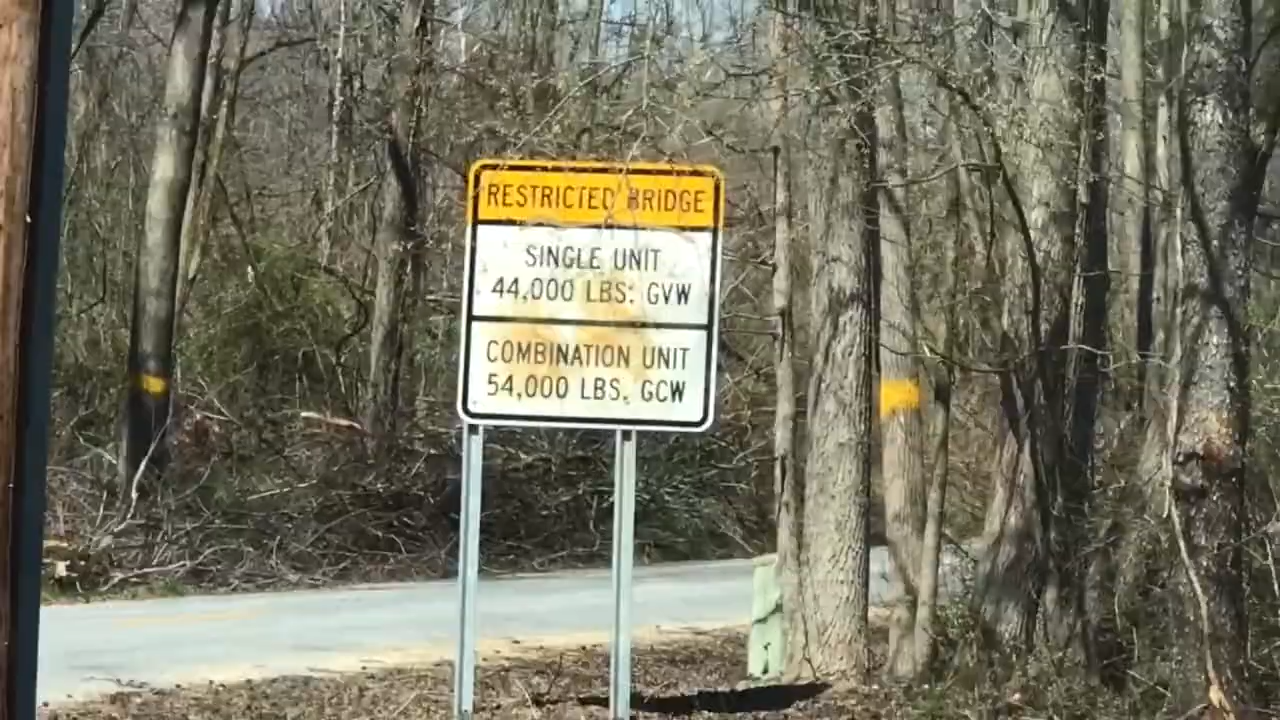 RESTRICTED BRIDGE
SINGLE UNIT
44,000 LBS. GVW
COMBINATION UNIT
54,000 LBS. GCW